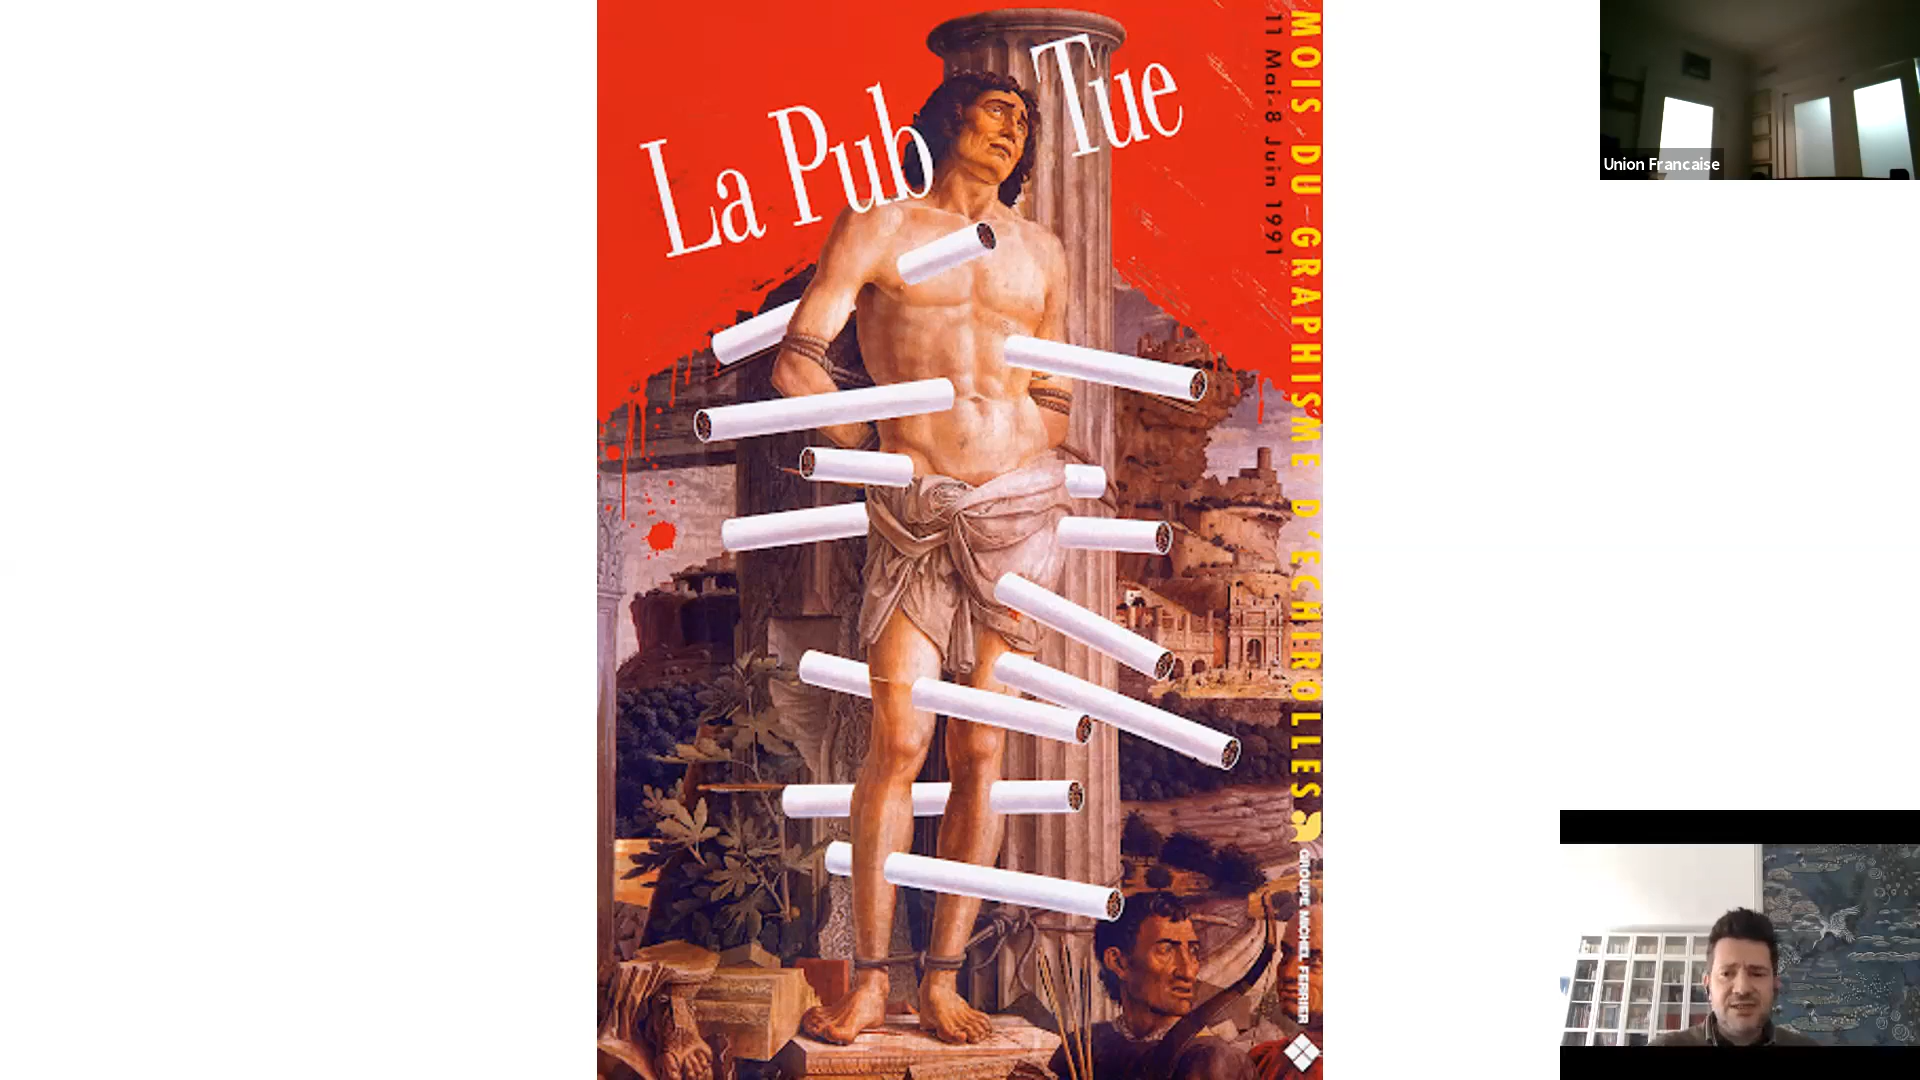 La Pub Tue
11 Mai-8 Juin 1991
MOIS DU GRAPHISME D'ECHIROLLES
GROUPE MICHEL FERRIER
Union Francaise